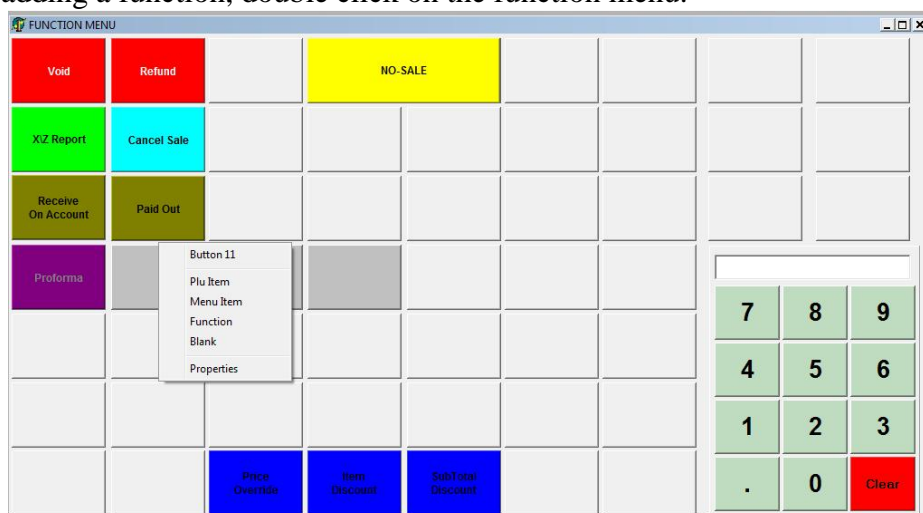 adding a function, double click on the function menu.
FUNCTION MENU
Void
Refund
NO-SALE
X\Z Report
Cancel Sale
Receive
On Account
Paid Out
Proforma
Button 11
Plu Item
Menu Item
Function
Blank
Properties
7 8 9
4 5 6
1 2 3
. 0 Clear
Price
Override
Item
Discount
SubTotal
Discount